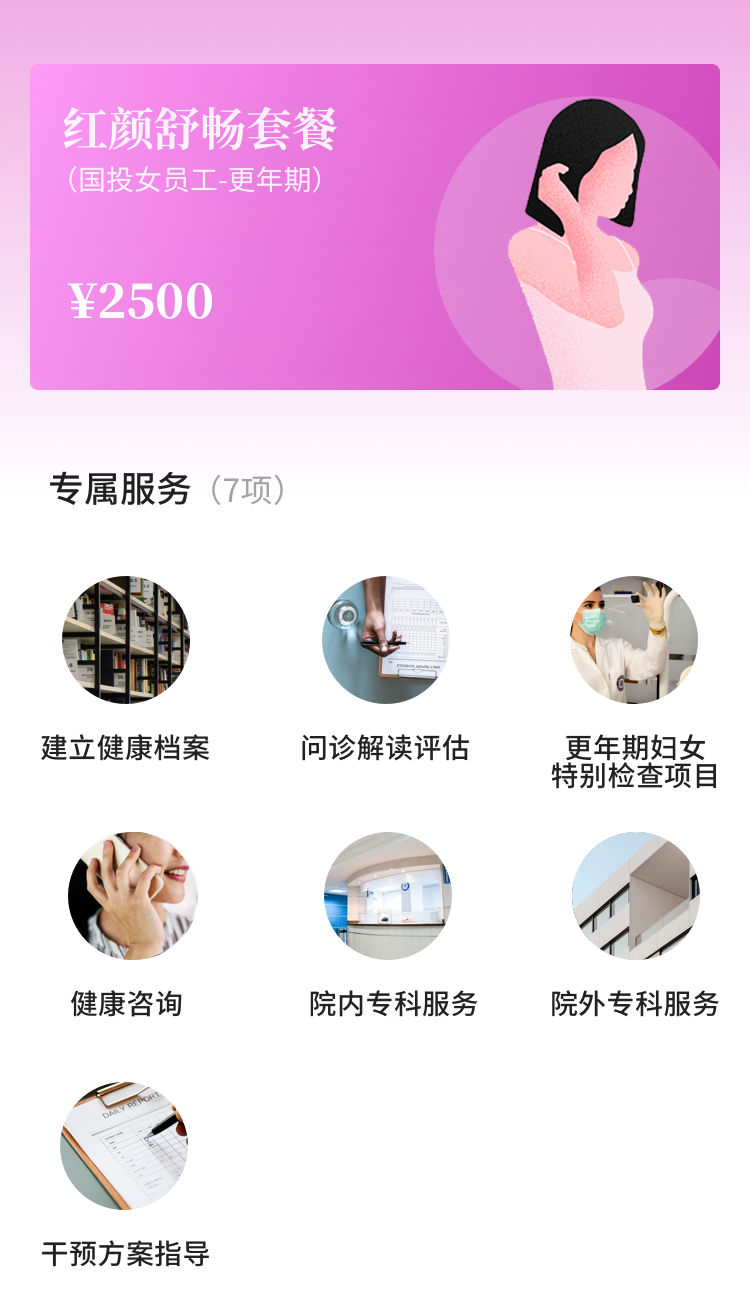 红颜舒畅套餐
（国投女员工-更年期）
¥2500
专属服务（7项）
建立健康档案
问诊解读评估
更年期妇女
特别检查项目
健康咨询
院内专科服务
院外专科服务
DAILY REPORT
干预方案指导